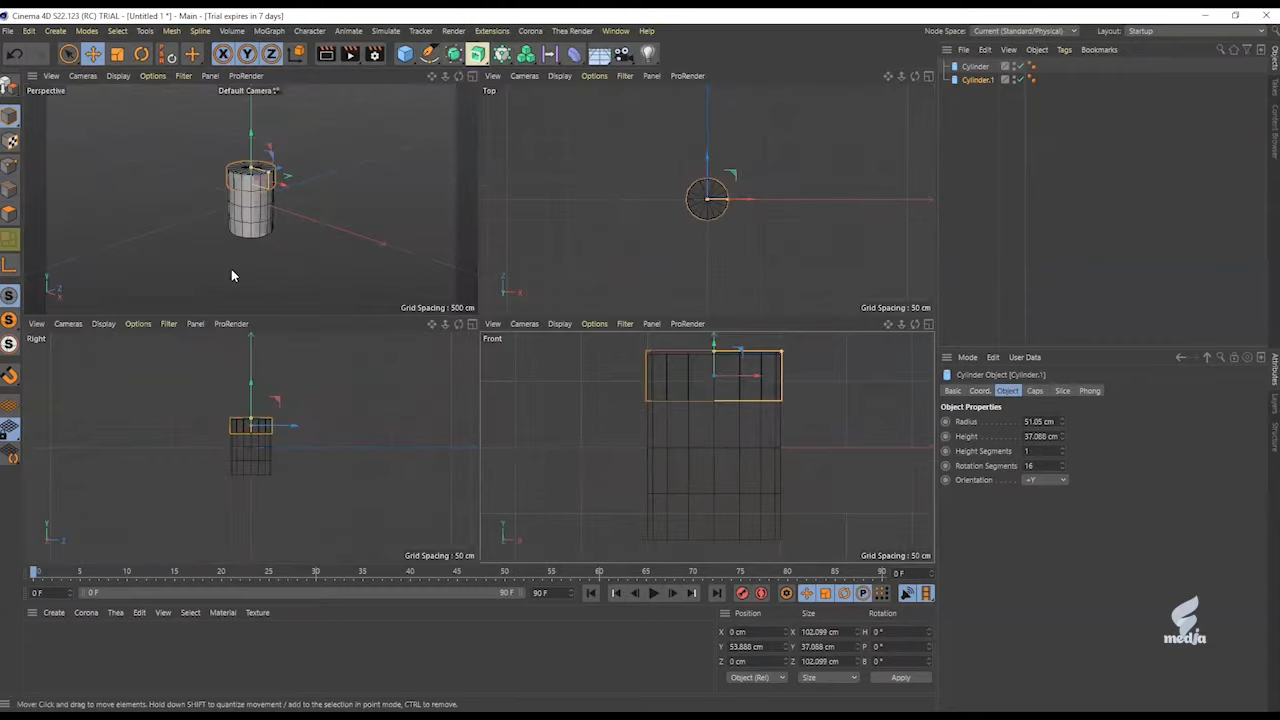 Cinema 4D S22.123 (RC) TRIAL - [Untitled 1 *] - Main - [Trial expires in 7 days]
File Edit Create Modes Select Tools Mesh Spline Volume MoGraph Character Animate Simulate Tracker Render Extensions Corona Thea Render Window Help
Node Space: Current (Standard/Physical) Layout: Startup
X Y Z
File Edit View Object Tags Bookmarks
View Cameras Display Options Filter Panel ProRender
View Cameras Display Options Filter Panel ProRender
Perspective
Default Camera
Top
Cylinder
Cylinder.1
Objects
Takes
Content Browser
Grid Spacing : 500 cm
Grid Spacing : 50 cm
View Cameras Display Options Filter Panel ProRender
View Cameras Display Options Filter Panel ProRender
Right
Front
Mode Edit User Data
Cylinder Object [Cylinder.1]
Basic Coord. Object Caps Slice Phong
Object Properties
Radius 51.05 cm
Height 37.088 cm
Height Segments 1
Rotation Segments 16
Orientation +Y
Attributes
Layers
Structure
Grid Spacing : 50 cm
Grid Spacing : 50 cm
0 5 10 15 20 25 30 35 40 45 50 55 60 65 70 75 80 85 90 0 F
0 F 0 F 90 F 90 F
Create Corona Thea Edit View Select Material Texture
Position Size Rotation
X 0 cm X 102.099 cm H 0 °
Y 53.888 cm Y 37.088 cm P 0 °
Z 0 cm Z 102.099 cm B 0 °
Object (Rel) Size Apply
medja
Move: Click and drag to move elements. Hold down SHIFT to quantize movement / add to the selection in point mode, CTRL to remove.